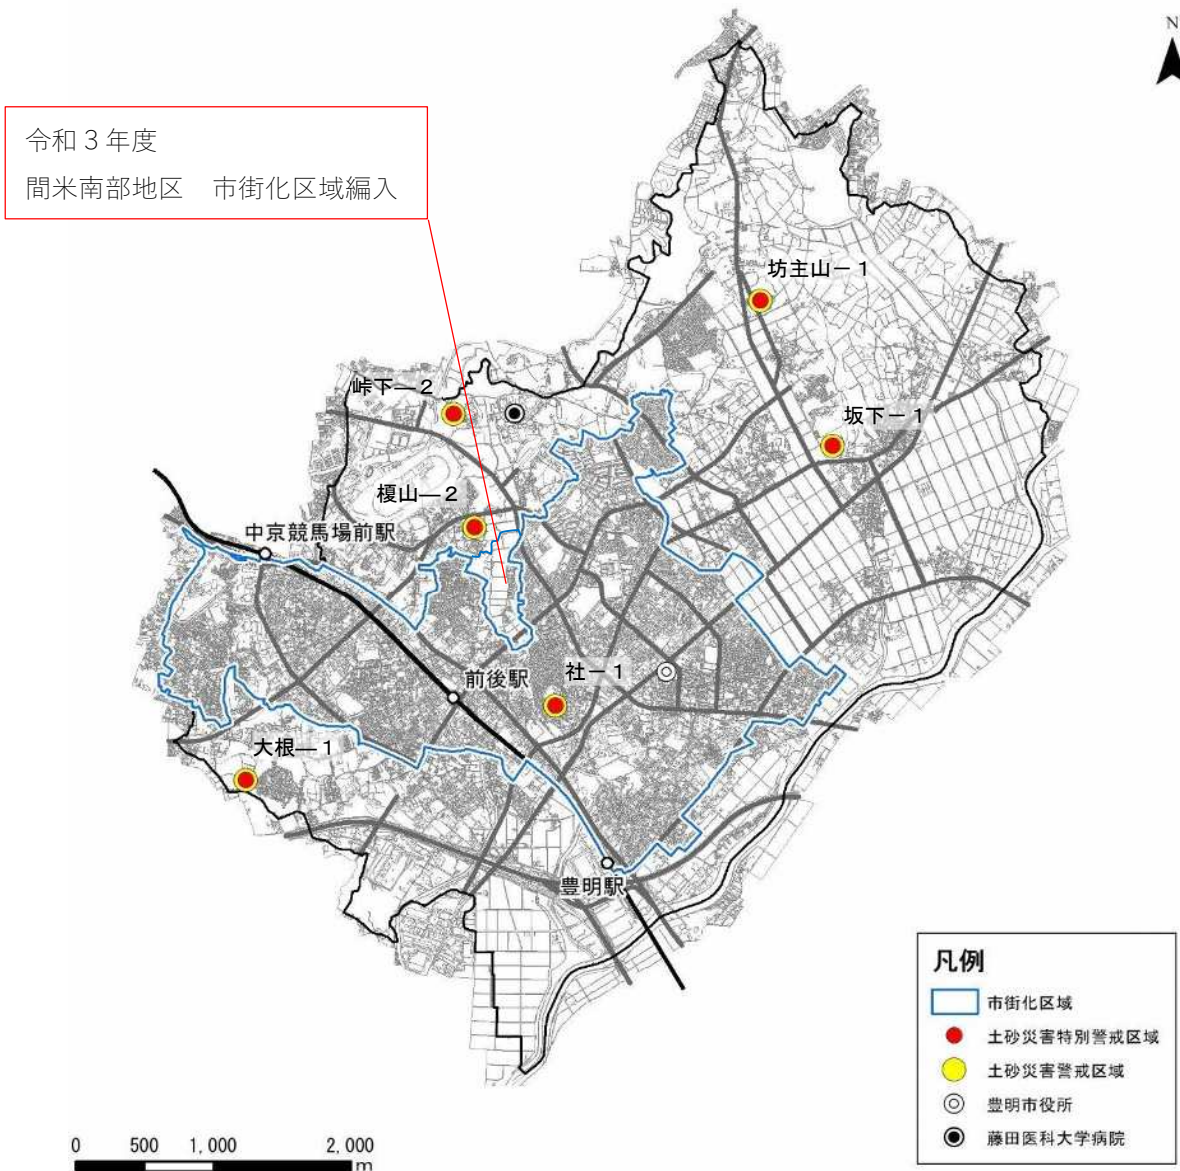 N
令和３年度
間米南部地区　市街化区域編入
坊主山－１
峠下―２
坂下－１
榎山―２
中京競馬場前駅
前後駅
社－１
大根―１
豊明駅
凡例
市街化区域
土砂災害特別警戒区域
土砂災害警戒区域
豊明市役所
藤田医科大学病院
0 500 1,000 2,000
m